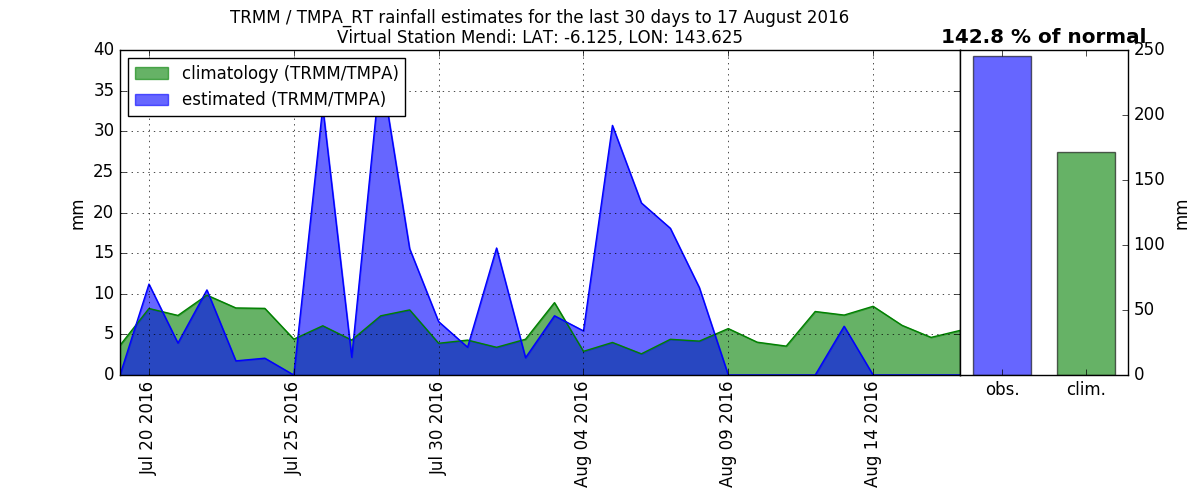 TRMM / TMPA_RT rainfall estimates for the last 30 days to 17 August 2016
Virtual Station Mendi: LAT: -6.125, LON: 143.625
142.8 % of normal
climatology (TRMM/TMPA)
estimated (TRMM/TMPA)
40
35
30
25
20
15
10
5
0
mm
Jul 20 2016
Jul 25 2016
Jul 30 2016
Aug 04 2016
Aug 09 2016
Aug 14 2016
250
200
150
100
50
0
mm
obs.
clim.